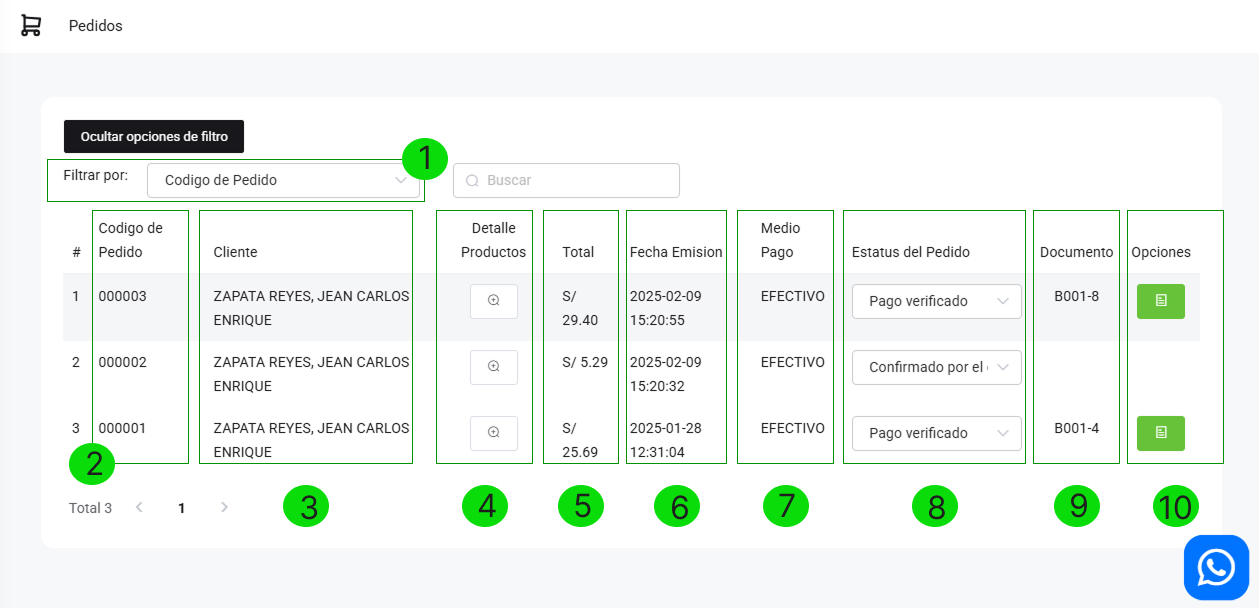 Pedidos
Ocultar opciones de filtro
1
Filtrar por:
Codigo de Pedido
Buscar
# Codigo de Pedido Cliente Detalle Productos Total Fecha Emision Medio Pago Estatus del Pedido Documento Opciones
1 000003 ZAPATA REYES, JEAN CARLOS ENRIQUE S/ 29.40 2025-02-09 15:20:55 EFECTIVO Pago verificado B001-8
2 000002 ZAPATA REYES, JEAN CARLOS ENRIQUE S/ 5.29 2025-02-09 15:20:32 EFECTIVO Confirmado por el
3 000001 ZAPATA REYES, JEAN CARLOS ENRIQUE S/ 25.69 2025-01-28 12:31:04 EFECTIVO Pago verificado B001-4
2
Total 3 1
3 4 5 6 7 8 9 10